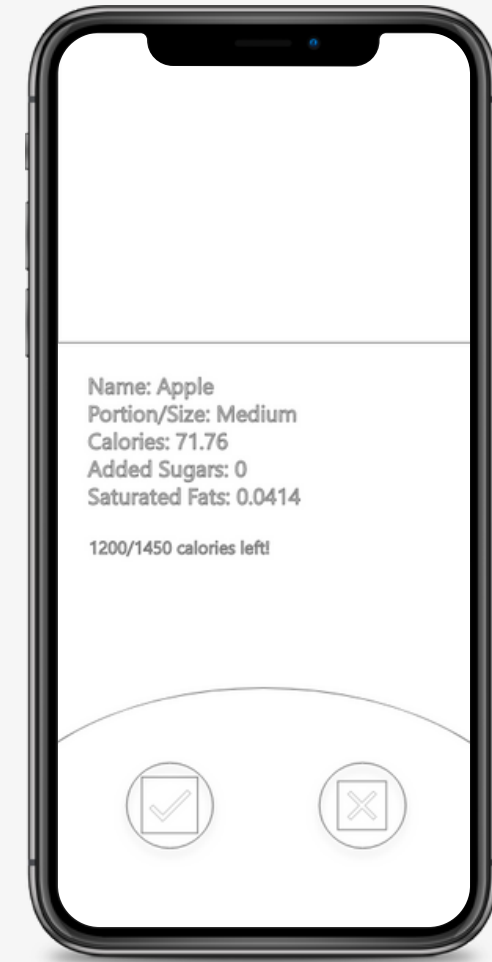 Name: Apple
Portion/Size: Medium
Calories: 71.76
Added Sugars: 0
Saturated Fats: 0.0414
1200/1450 calories left!